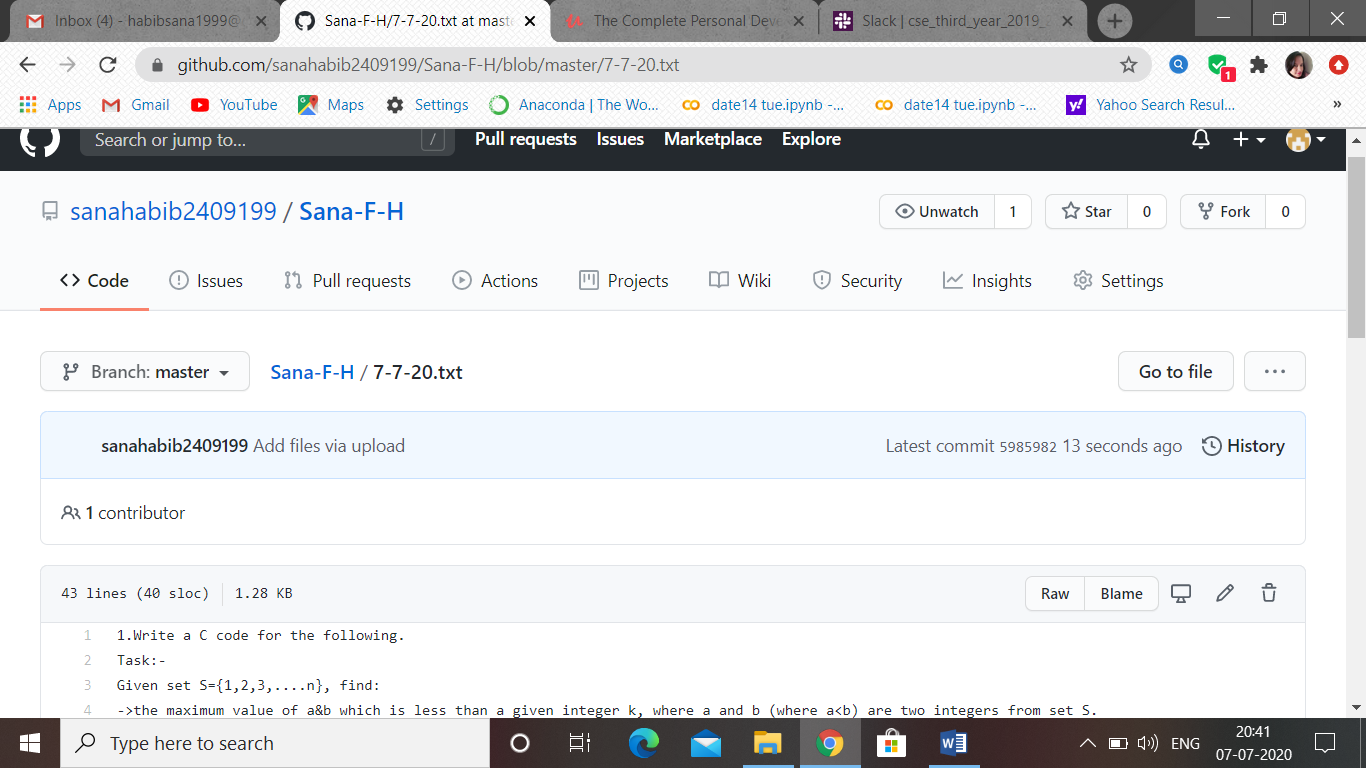 Inbox (4) - habibsana1999@
Sana-F-H/7-7-20.txt at maste
The Complete Personal Deve
Slack | cse_third_year_2019_2
github.com/sanahabib2409199/Sana-F-H/blob/master/7-7-20.txt
1
Apps
Gmail
YouTube
Maps
Settings
Anaconda | The Wo...
date14 tue.ipynb -...
date14 tue.ipynb -...
Yahoo Search Resul...
»
Search or jump to...
/
Pull requests
Issues
Marketplace
Explore
sanahabib2409199 / Sana-F-H
Unwatch 1
Star 0
Fork 0
Code
Issues
Pull requests
Actions
Projects
Wiki
Security
Insights
Settings
Branch: master
Sana-F-H / 7-7-20.txt
Go to file
...
sanahabib2409199 Add files via upload
Latest commit 5985982 13 seconds ago
History
1 contributor
43 lines (40 sloc)
1.28 KB
Raw
Blame
1 1.Write a C code for the following.
2 Task:-
3 Given set S={1,2,3,....n}, find:
4 ->the maximum value of a&b which is less than a given integer k, where a and b (where a<b) are two integers from set S.
Type here to search
ENG
20:41
07-07-2020